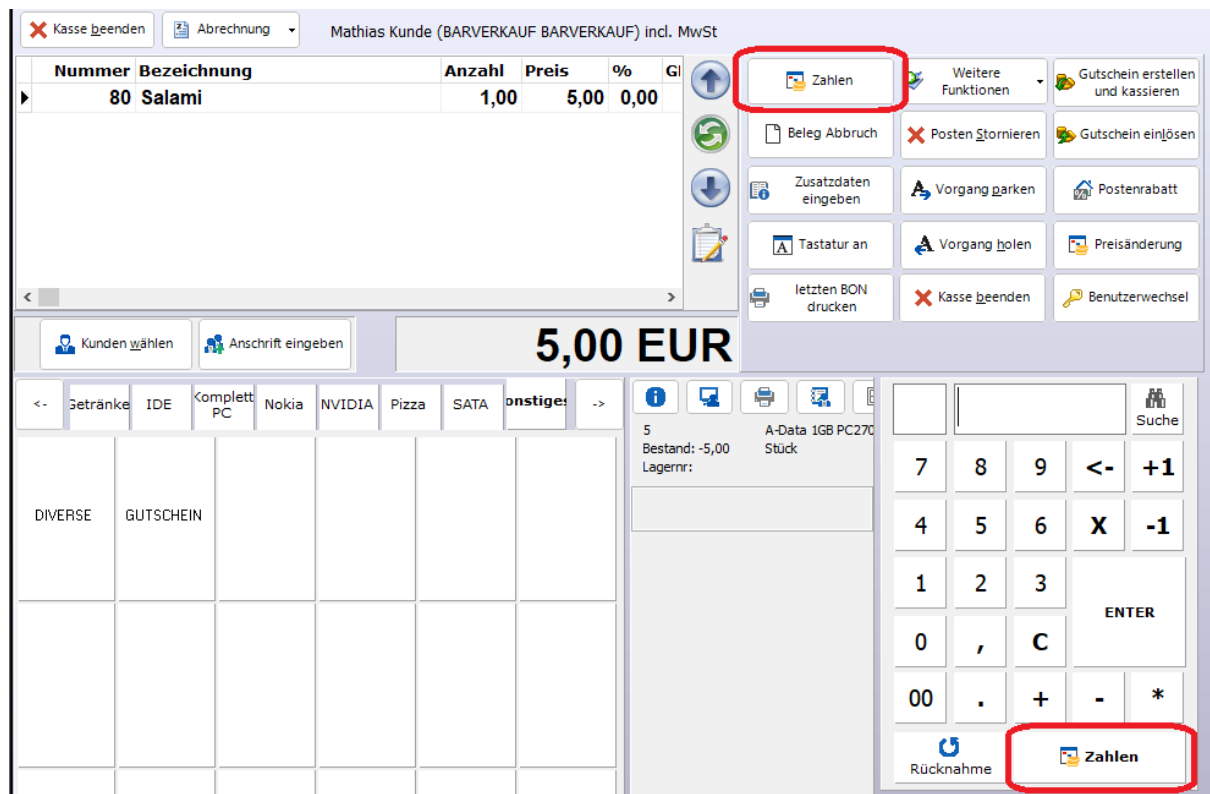 Kasse beenden
Abrechnung
Mathias Kunde (BARVERKAUF BARVERKAUF) incl. MwSt
Nummer Bezeichnung Anzahl Preis % Gl
80 Salami 1,00 5,00 0,00
Zahlen
Weitere
Funktionen
Gutschein erstellen
und kassieren
Beleg Abbruch
Posten Stornieren
Gutschein einlösen
Zusatzdaten
eingeben
Vorgang parken
Postenrabatt
Tastatur an
Vorgang holen
Preisänderung
letzten BON
drucken
Kasse beenden
Benutzerwechsel
Kunden wählen
Anschrift eingeben
5,00 EUR
<-
Getränke
IDE
Komplett
PC
Nokia
NVIDIA
Pizza
SATA
onstiges
->
DIVERSE
GUTSCHEIN
5 A-Data 1GB PC270
Bestand: -5,00 Stück
Lagernr:
Suche
7 8 9 <- +1
4 5 6 X -1
1 2 3
ENTER
0 , C
00 . + - *
Rücknahme
Zahlen